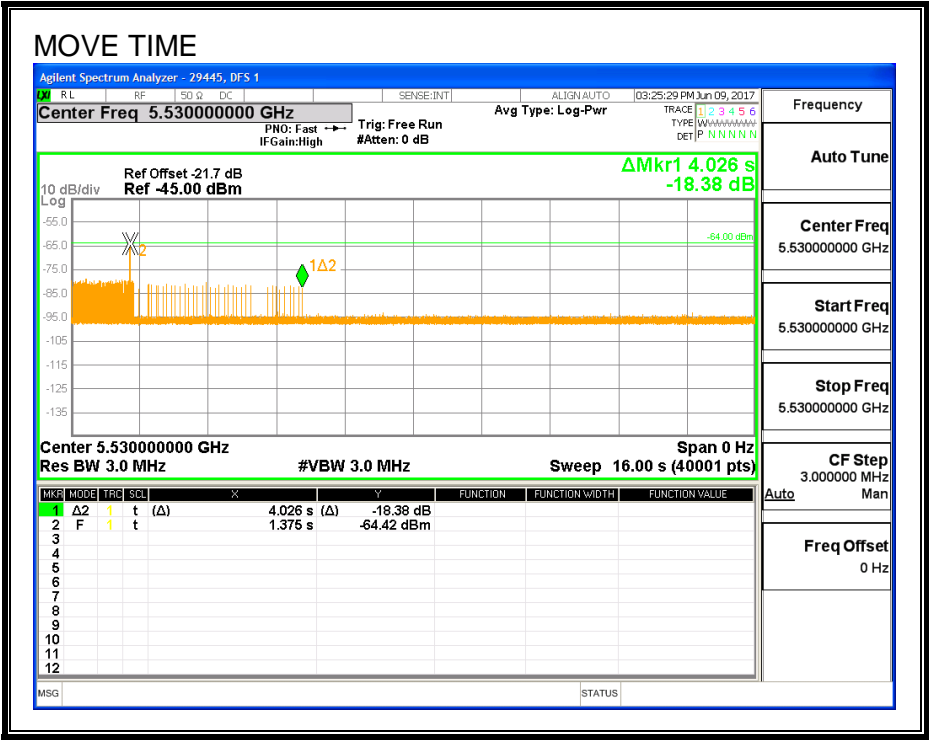 MOVE TIME
Agilent Spectrum Analyzer - 29445, DFS 1
LXI RL RF 50 Ω DC SENSE:INT ALIGN AUTO 03:25:29 PM Jun 09, 2017
Center Freq 5.530000000 GHz
PNO: Fast
IFGain:High
Trig: Free Run
#Atten: 0 dB
Avg Type: Log-Pwr
TRACE 1 2 3 4 5 6
TYPE WWWWWW
DET P N N N N N
ΔMkr1 4.026 s
-18.38 dB
Ref Offset -21.7 dB
10 dB/div Ref -45.00 dBm
Log
-55.0
-65.0
-75.0
-85.0
-95.0
-105
-115
-125
-135
-64.00 dBm
2
1Δ2
Center 5.530000000 GHz Span 0 Hz
Res BW 3.0 MHz #VBW 3.0 MHz Sweep 16.00 s (40001 pts)
MKR MODE TRC SCL X Y FUNCTION FUNCTION WIDTH FUNCTION VALUE
1 Δ2 1 t (Δ) 4.026 s (Δ) -18.38 dB
2 F 1 t 1.375 s -64.42 dBm
3
4
5
6
7
8
9
10
11
12
MSG STATUS
Frequency
Auto Tune
Center Freq
5.530000000 GHz
Start Freq
5.530000000 GHz
Stop Freq
5.530000000 GHz
CF Step
3.000000 MHz
Auto Man
Freq Offset
0 Hz